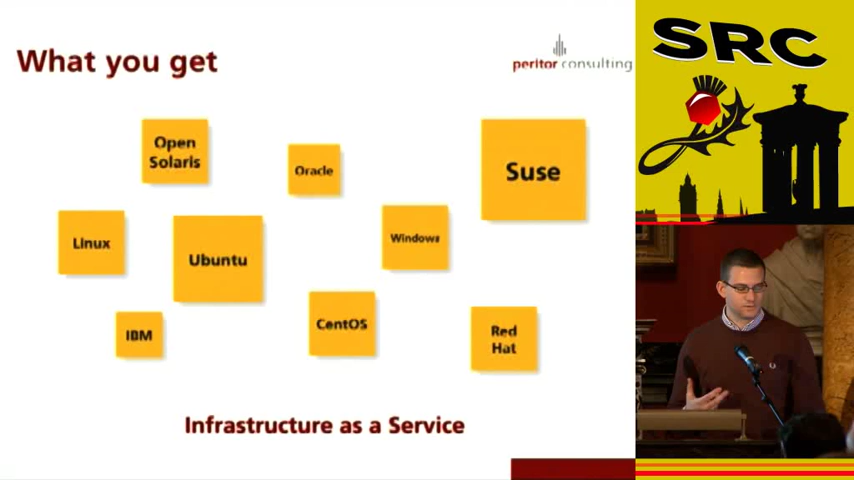 What you get
peritor consulting
SRC
Open
Solaris
Oracle
Suse
Linux
Ubuntu
Windows
IBM
CentOS
Red
Hat
Infrastructure as a Service